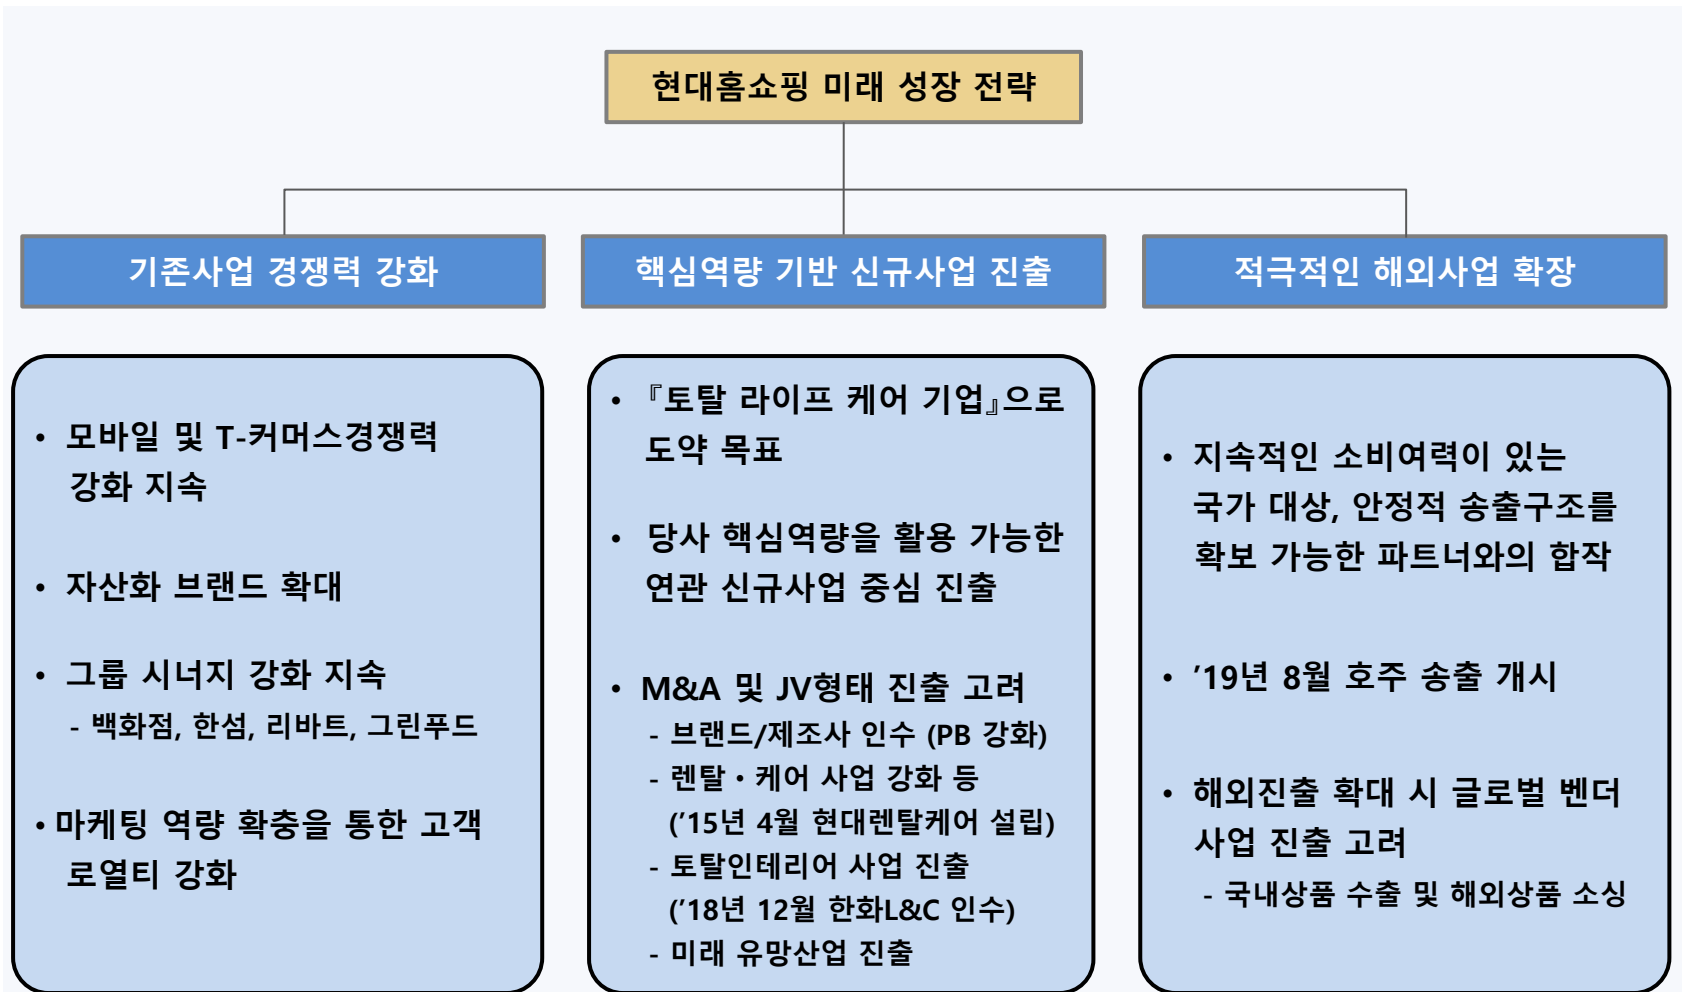 현대홈쇼핑 미래 성장 전략
기존사업 경쟁력 강화
• 모바일 및 T-커머스경쟁력
강화 지속
• 자산화 브랜드 확대
• 그룹 시너지 강화 지속
- 백화점, 한섬, 리바트, 그린푸드
• 마케팅 역량 확충을 통한 고객
로열티 강화
핵심역량 기반 신규사업 진출
• 『토탈 라이프 케어 기업』으로
도약 목표
• 당사 핵심역량을 활용 가능한
연관 신규사업 중심 진출
• M&A 및 JV형태 진출 고려
- 브랜드/제조사 인수 (PB 강화)
- 렌탈・케어 사업 강화 등
(’15년 4월 현대렌탈케어 설립)
- 토탈인테리어 사업 진출
(’18년 12월 한화L&C 인수)
- 미래 유망산업 진출
적극적인 해외사업 확장
• 지속적인 소비여력이 있는
국가 대상, 안정적 송출구조를
확보 가능한 파트너와의 합작
• ’19년 8월 호주 송출 개시
• 해외진출 확대 시 글로벌 벤더
사업 진출 고려
- 국내상품 수출 및 해외상품 소싱